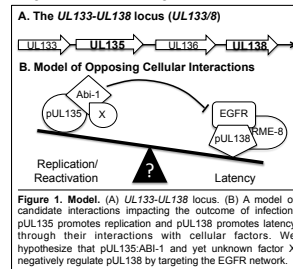 A. The UL133-UL138 locus (UL133/8)
UL133 UL135 UL136 UL138
B. Model of Opposing Cellular Interactions
Abi-1
pUL135 X
EGFR
pUL138 RME-8
Replication/
Reactivation
?
Latency
Figure 1. Model. (A) UL133-UL138 locus. (B) A model o
candidate interactions impacting the outcome of infection
pUL135 promotes replication and pUL138 promotes latency
through their interactions with cellular factors. We
hypothesize that pUL135:ABI-1 and yet unknown factor X
negatively regulate pUL138 by targeting the EGFR network.